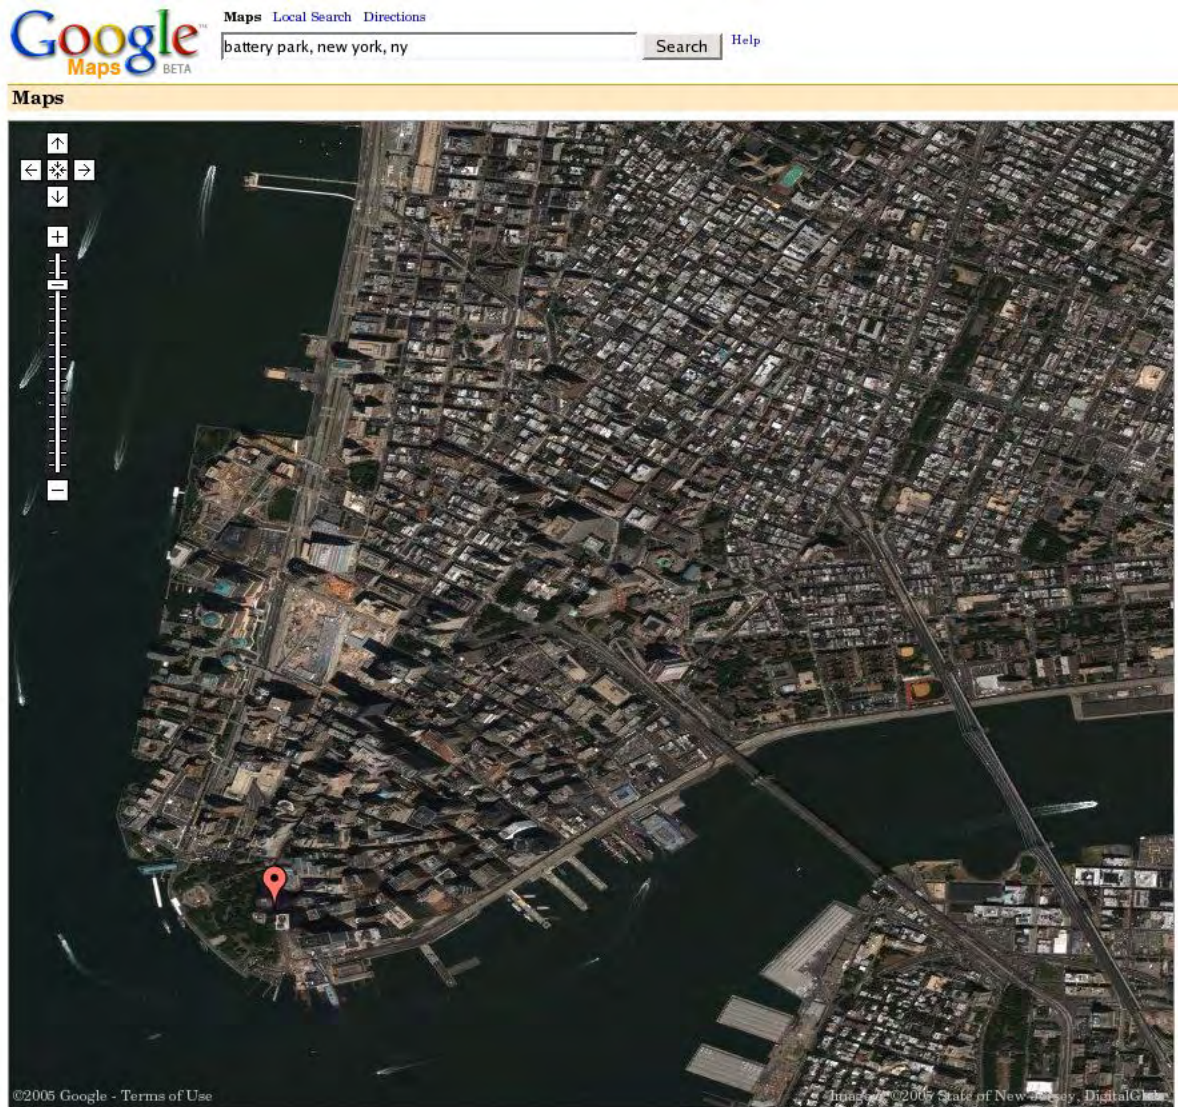 Google™
Maps BETA
Maps Local Search Directions
battery park, new york, ny
Search
Help
Maps
©2005 Google - Terms of Use
Imagery ©2005 State of New Jersey, DigitalGlobe